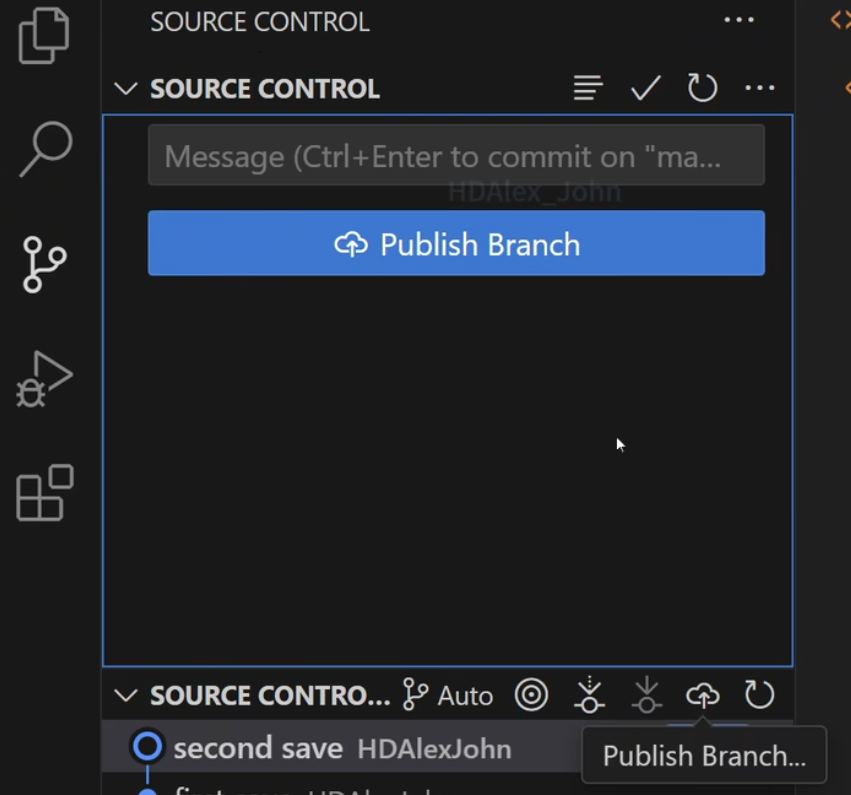 SOURCE CONTROL
SOURCE CONTROL
Message (Ctrl+Enter to commit on "ma...
HDAlex_John
Publish Branch
SOURCE CONTRO... Auto
second save HDAlexJohn
Publish Branch...